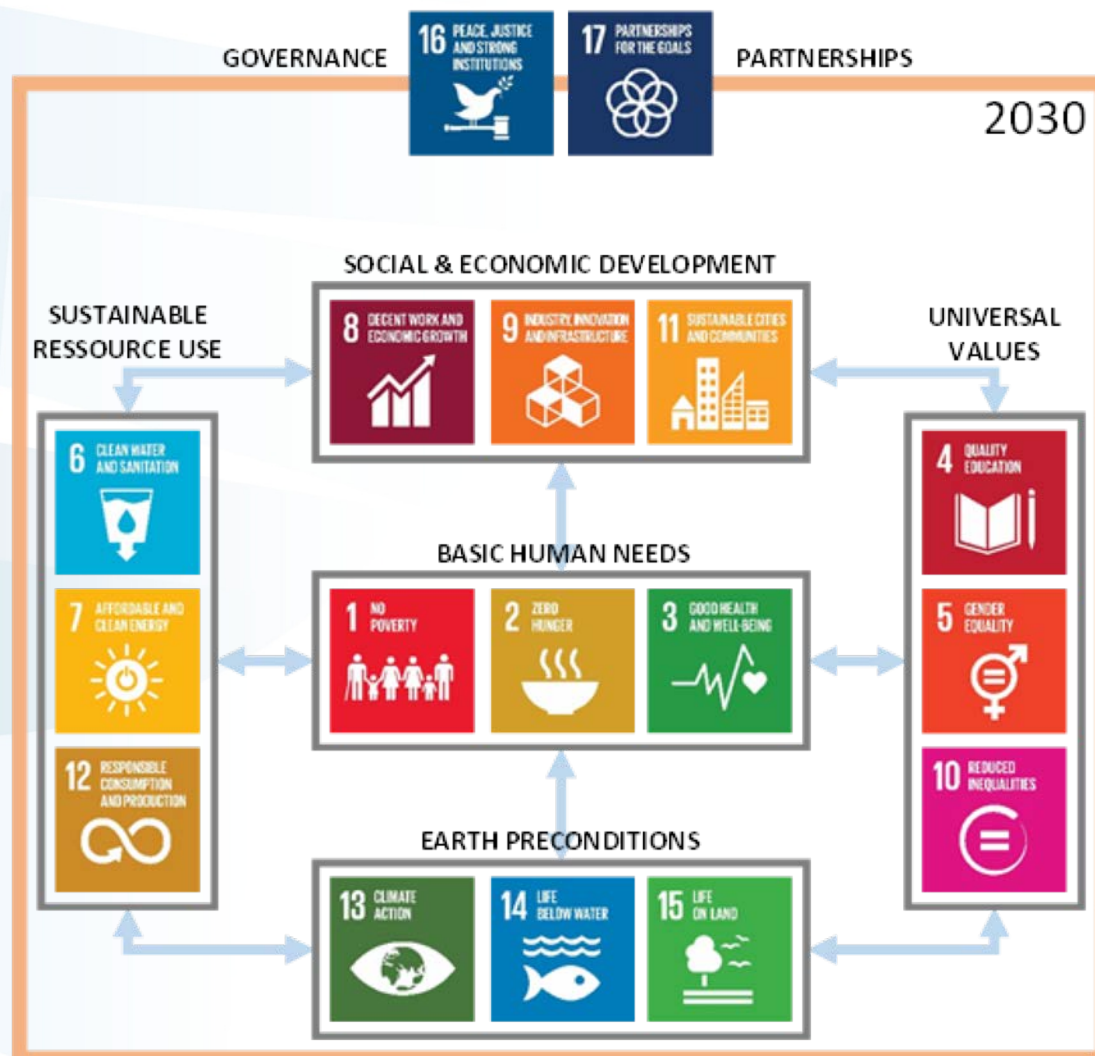 GOVERNANCE
16 PEACE, JUSTICE
AND STRONG
INSTITUTIONS
17 PARTNERSHIPS
FOR THE GOALS
PARTNERSHIPS
2030
SOCIAL & ECONOMIC DEVELOPMENT
SUSTAINABLE
RESSOURCE USE
8 DECENT WORK AND
ECONOMIC GROWTH
9 INDUSTRY, INNOVATION
AND INFRASTRUCTURE
11 SUSTAINABLE CITIES
AND COMMUNITIES
UNIVERSAL
VALUES
6 CLEAN WATER
AND SANITATION
7 AFFORDABLE AND
CLEAN ENERGY
12 RESPONSIBLE
CONSUMPTION
AND PRODUCTION
BASIC HUMAN NEEDS
1 NO
POVERTY
2 ZERO
HUNGER
3 GOOD HEALTH
AND WELL-BEING
4 QUALITY
EDUCATION
5 GENDER
EQUALITY
10 REDUCED
INEQUALITIES
EARTH PRECONDITIONS
13 CLIMATE
ACTION
14 LIFE
BELOW WATER
15 LIFE
ON LAND